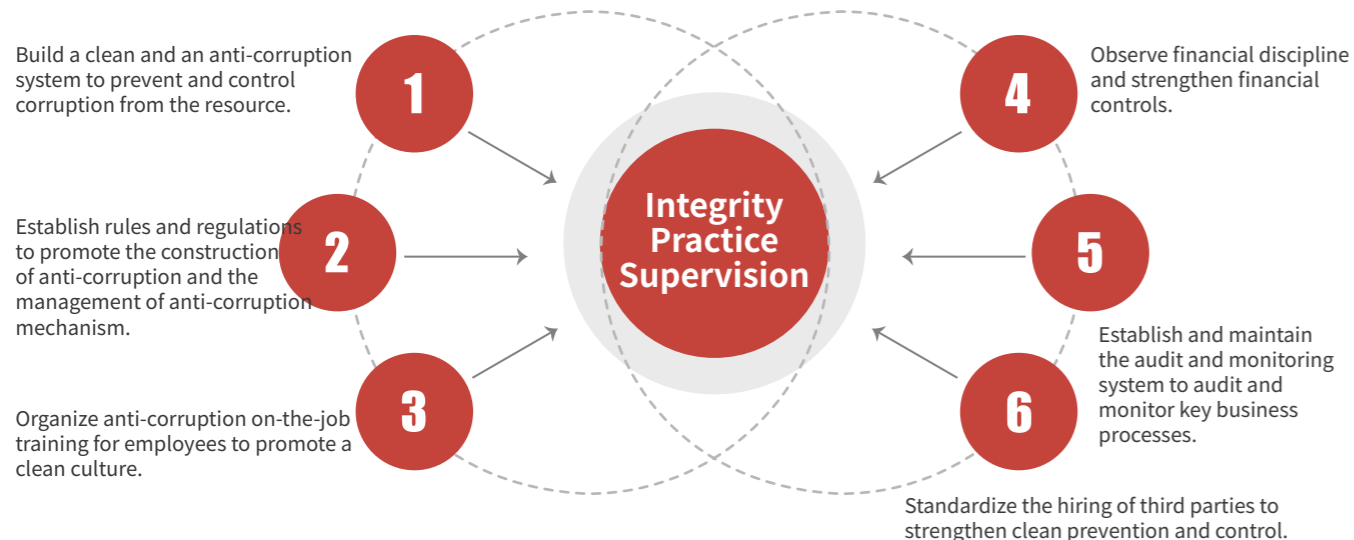 1
Build a clean and an anti-corruption
system to prevent and control
corruption from the resource.
2
Establish rules and regulations
to promote the construction
of anti-corruption and the
management of anti-corruption
mechanism.
3
Organize anti-corruption on-the-job
training for employees to promote a
clean culture.
Integrity
Practice
Supervision
4
Observe financial discipline
and strengthen financial
controls.
5
Establish and maintain
the audit and monitoring
system to audit and
monitor key business
processes.
6
Standardize the hiring of third parties to
strengthen clean prevention and control.